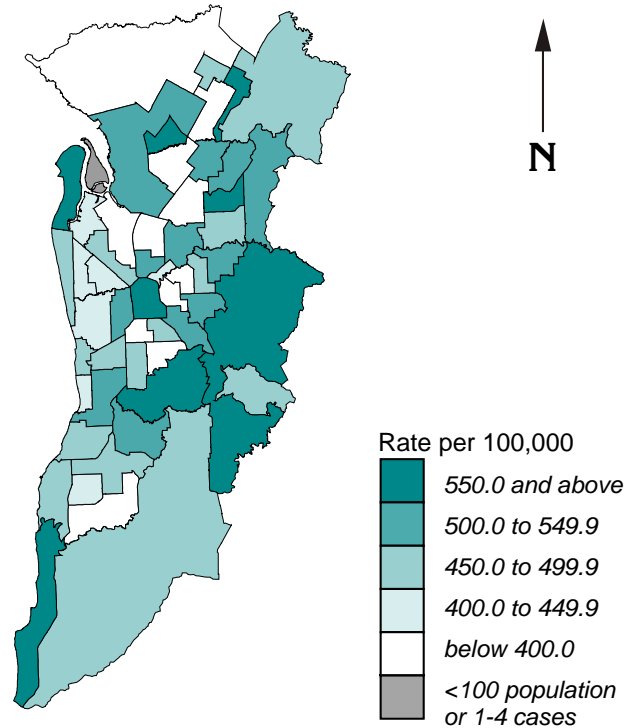 N
Rate per 100,000
550.0 and above
500.0 to 549.9
450.0 to 499.9
400.0 to 449.9
below 400.0
<100 population
or 1-4 cases